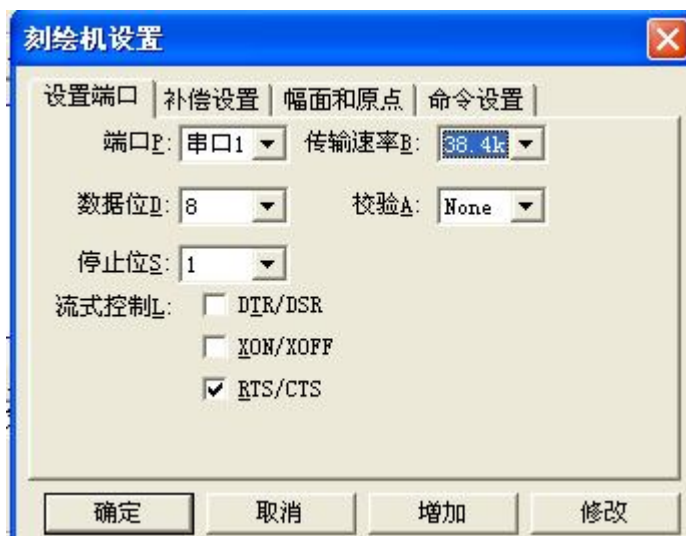 刻绘机设置
设置端口 补偿设置 幅面和原点 命令设置
端口P: 串口1 传输速率B: 38.4k
数据位D: 8 校验A: None
停止位S: 1
流式控制L: DTR/DSR
XON/XOFF
RTS/CTS
确定 取消 增加 修改